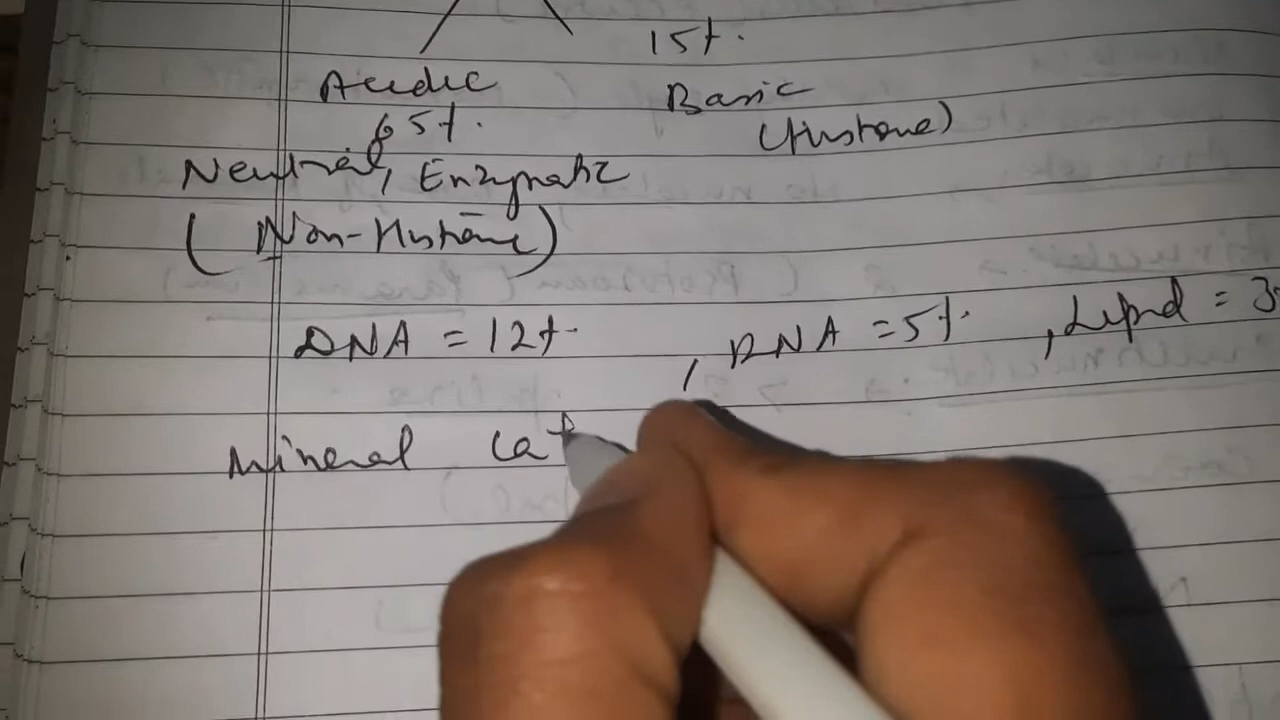 15%.
Acidic
Basic
65%.
(Histone)
Neutral, Enzymatic
(Non-Histone)
DNA = 12%. , RNA = 5%. , Lipid = 3
Mineral Ca+